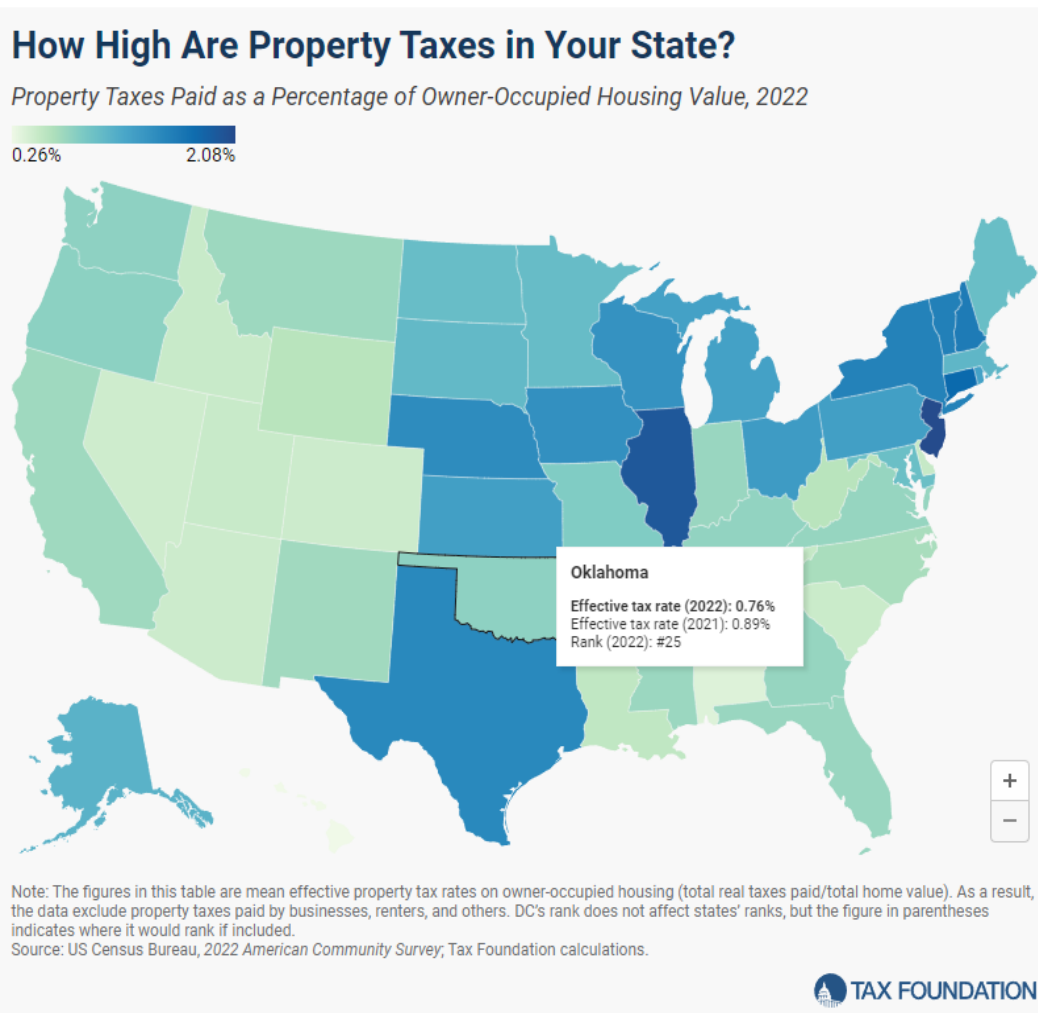 How High Are Property Taxes in Your State?
Property Taxes Paid as a Percentage of Owner-Occupied Housing Value, 2022
0.26% 2.08%
Oklahoma
Effective tax rate (2022): 0.76%
Effective tax rate (2021): 0.89%
Rank (2022): #25
+
−
Note: The figures in this table are mean effective property tax rates on owner-occupied housing (total real taxes paid/total home value). As a result,
the data exclude property taxes paid by businesses, renters, and others. DC's rank does not affect states' ranks, but the figure in parentheses
indicates where it would rank if included.
Source: US Census Bureau, 2022 American Community Survey; Tax Foundation calculations.
TAX FOUNDATION